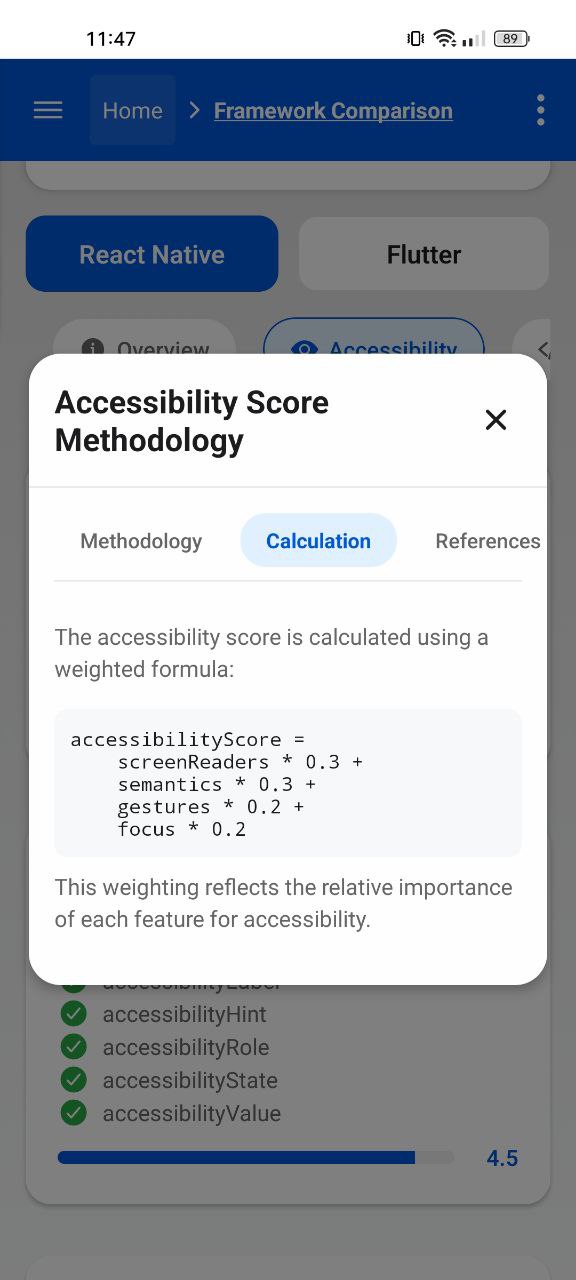 11:47
89
Home > Framework Comparison
React Native
Flutter
Overview
Accessibility
Accessibility Score
Methodology
Methodology
Calculation
References
The accessibility score is calculated using a
weighted formula:
accessibilityScore =
screenReaders * 0.3 +
semantics * 0.3 +
gestures * 0.2 +
focus * 0.2
This weighting reflects the relative importance
of each feature for accessibility.
accessibilityLabel
accessibilityHint
accessibilityRole
accessibilityState
accessibilityValue
4.5